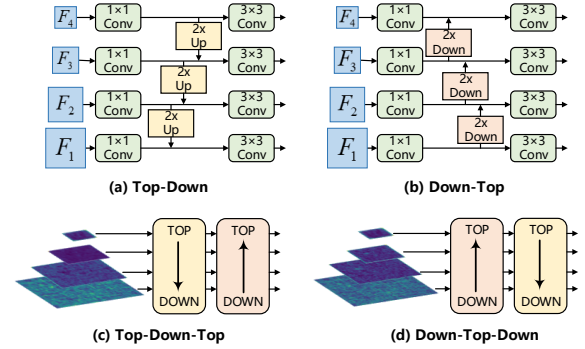 F4 1×1 Conv 3×3 Conv
2x Up
F3 1×1 Conv 3×3 Conv
2x Up
F2 1×1 Conv 3×3 Conv
2x Up
F1 1×1 Conv 3×3 Conv
(a) Top-Down
F4 1×1 Conv 3×3 Conv
2x Down
F3 1×1 Conv 3×3 Conv
2x Down
F2 1×1 Conv 3×3 Conv
2x Down
F1 1×1 Conv 3×3 Conv
(b) Down-Top
TOP TOP
DOWN DOWN
(c) Top-Down-Top
TOP TOP
DOWN DOWN
(d) Down-Top-Down